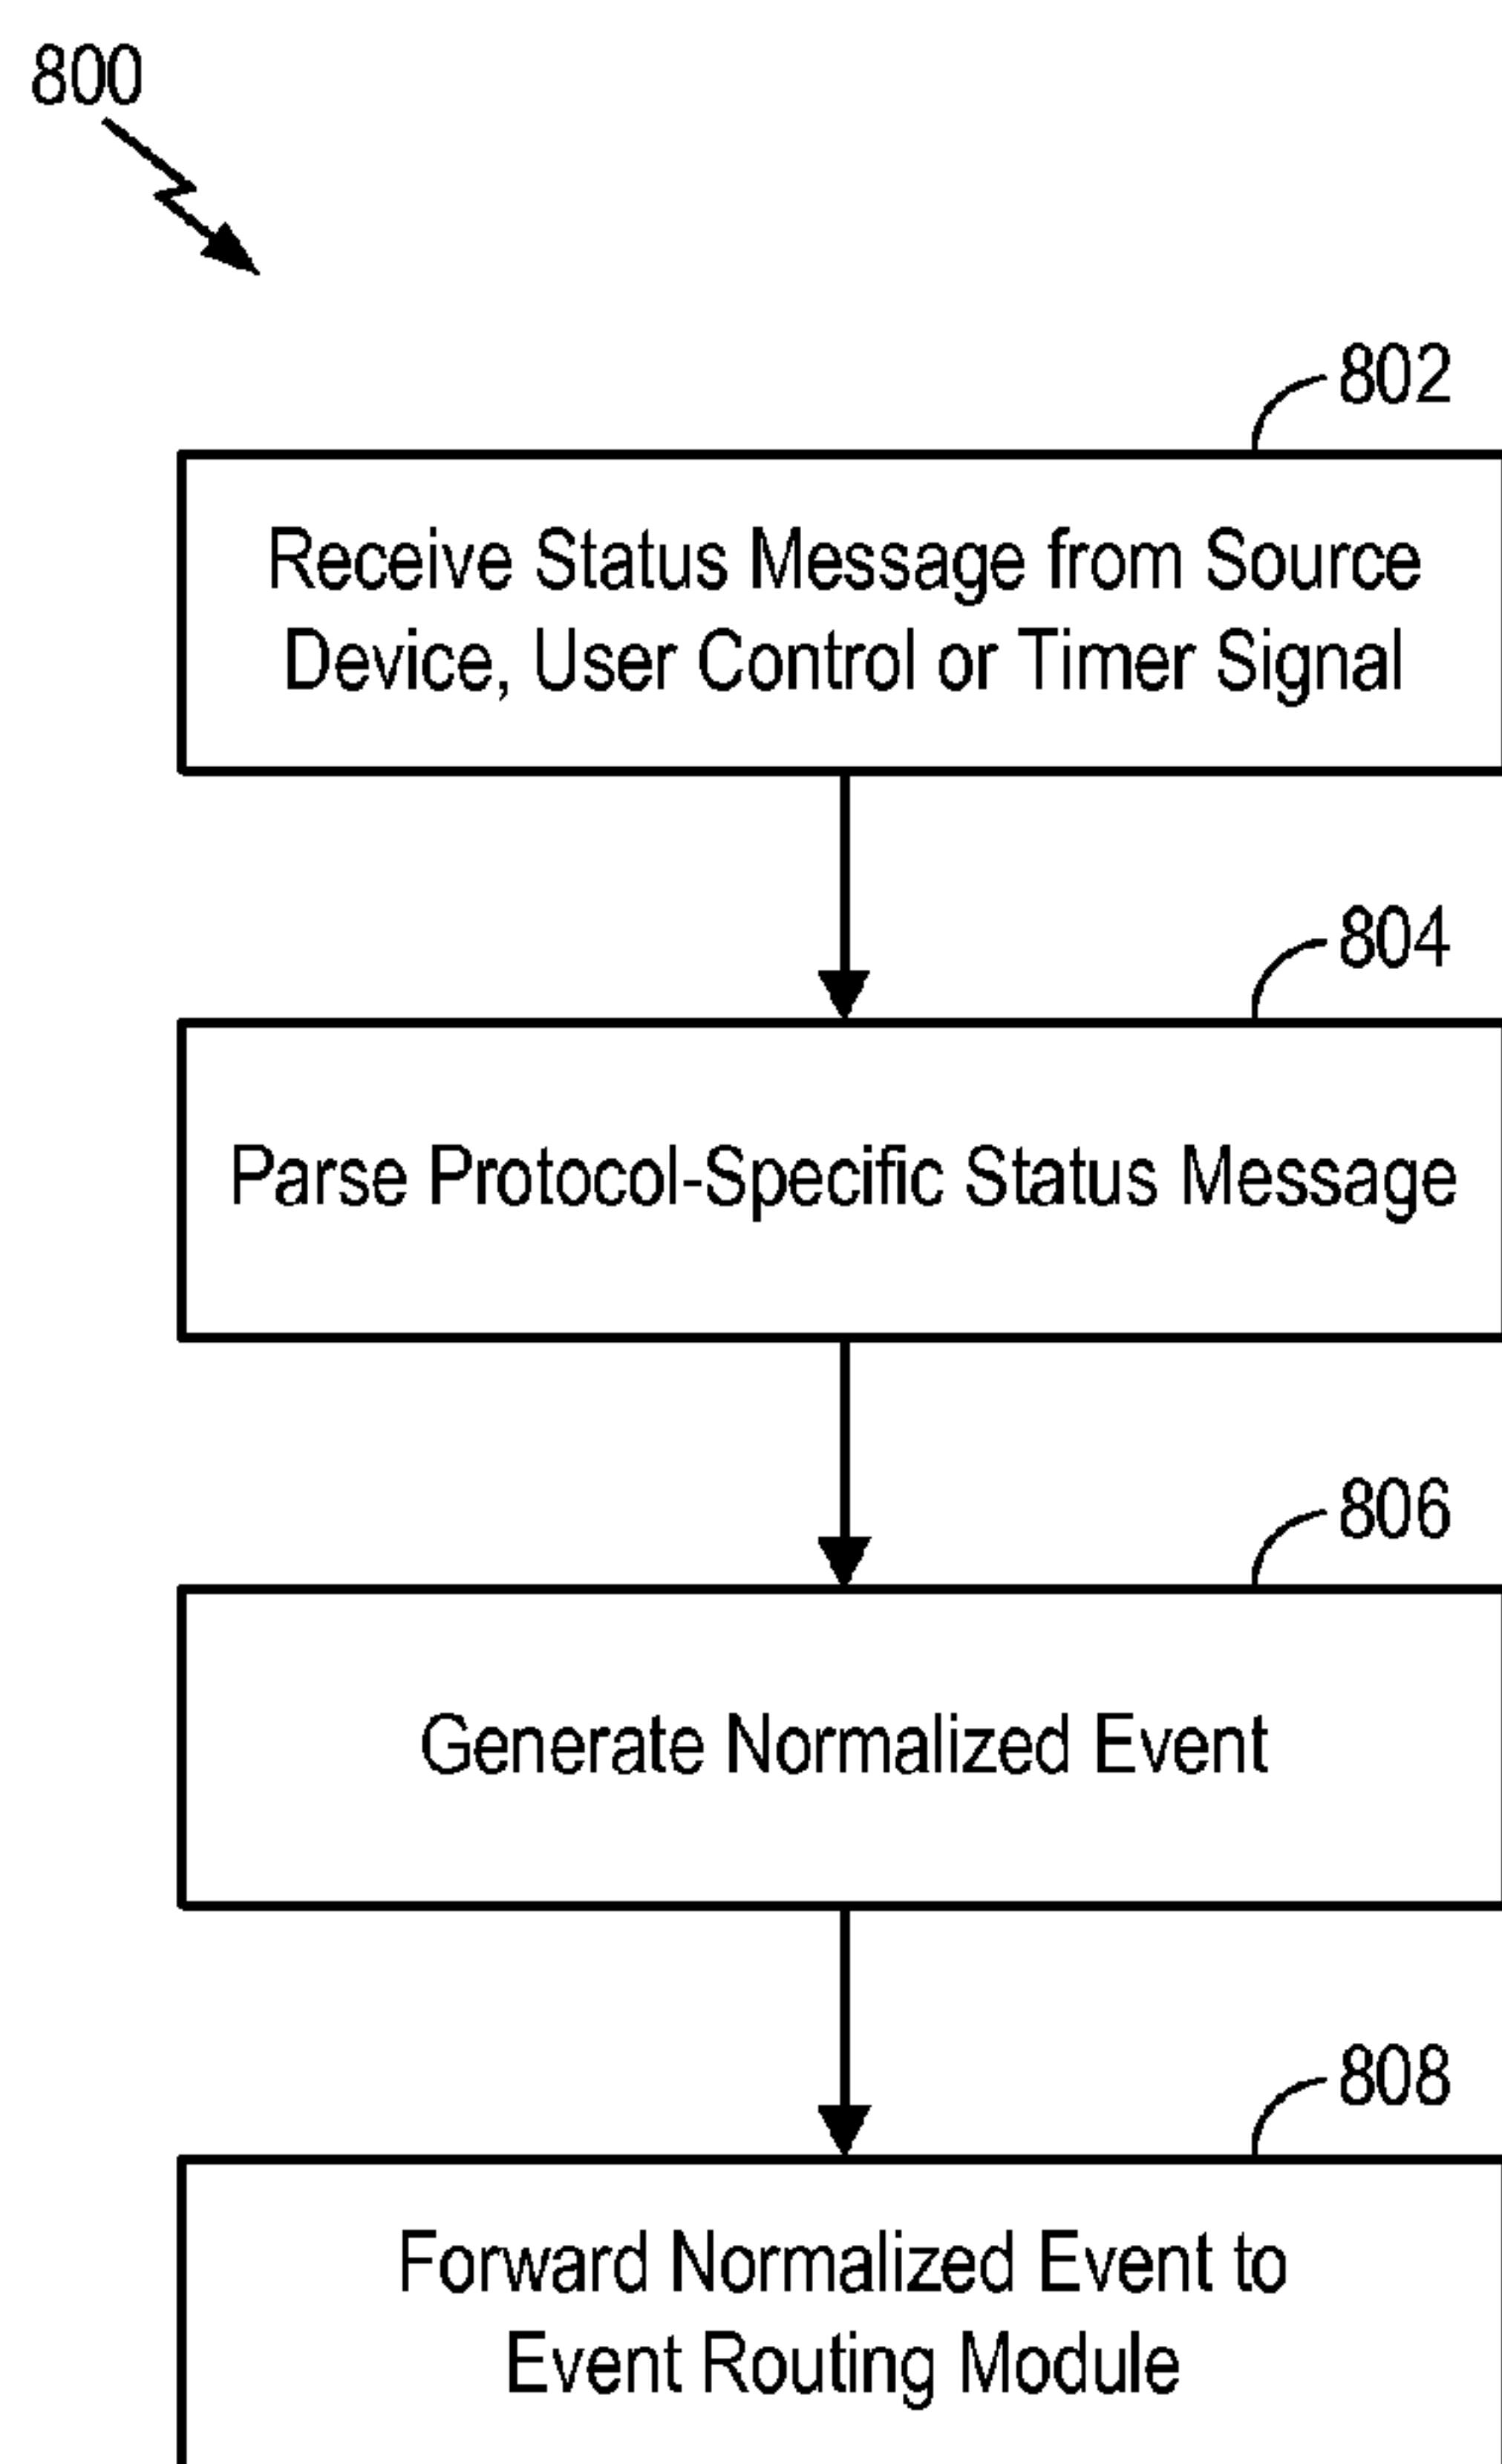 800
802
Receive Status Message from Source
Device, User Control or Timer Signal
804
Parse Protocol-Specific Status Message
806
Generate Normalized Event
808
Forward Normalized Event to
Event Routing Module